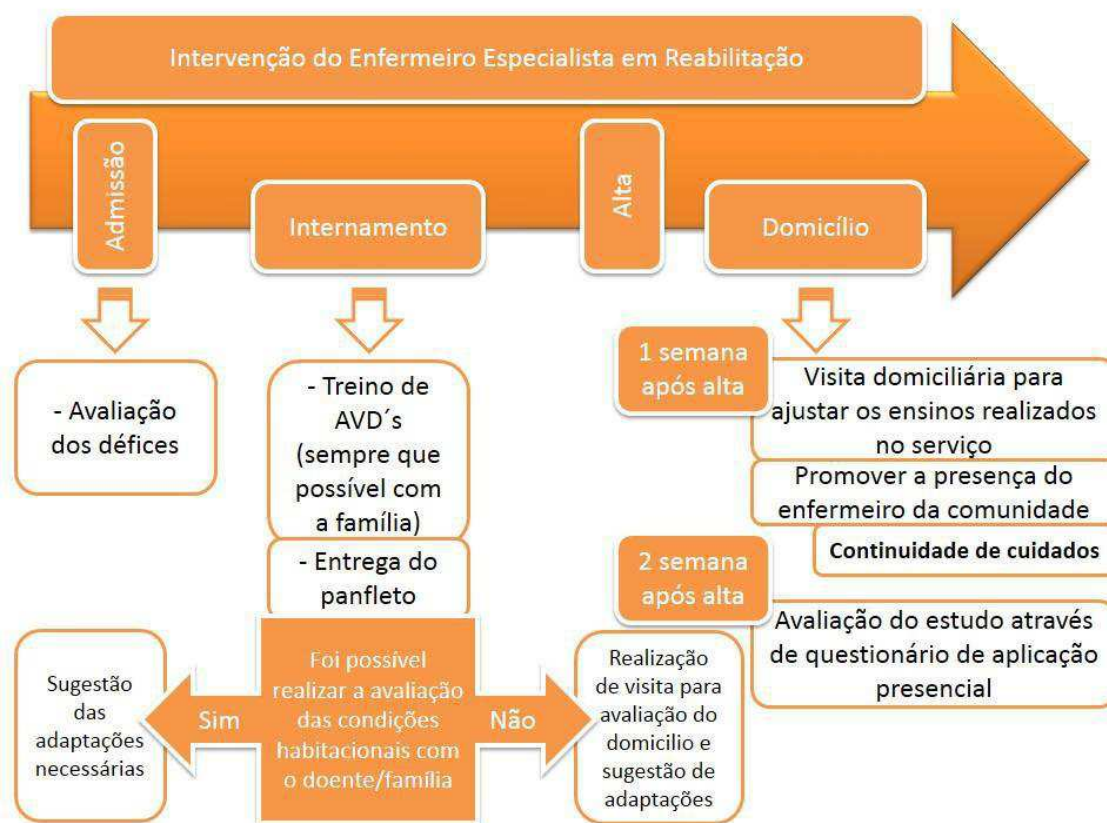 Intervenção do Enfermeiro Especialista em Reabilitação
Admissão
Internamento
Alta
Domicílio
- Avaliação
dos défices
- Treino de
AVD´s
(sempre que
possível com
a família)
- Entrega do
panfleto
Foi possível
realizar a avaliação
das condições
habitacionais com
o doente/família
Sim
Sugestão
das
adaptações
necessárias
Não
Realização
de visita para
avaliação do
domicilio e
sugestão de
adaptações
1 semana
após alta
Visita domiciliária para
ajustar os ensinos realizados
no serviço
Promover a presença do
enfermeiro da comunidade
Continuidade de cuidados
2 semana
após alta
Avaliação do estudo através
de questionário de aplicação
presencial